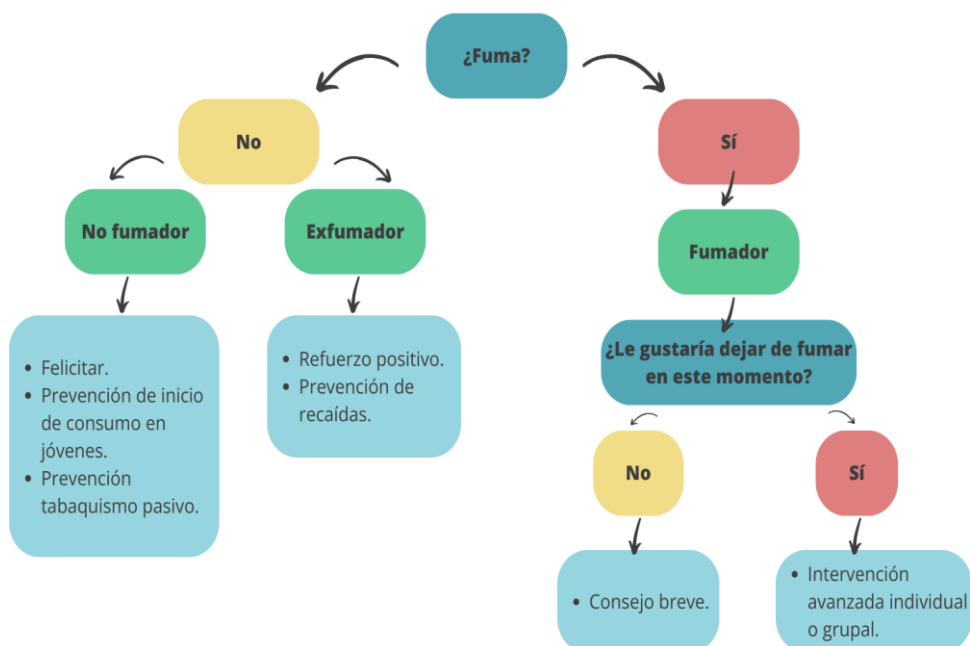 ¿Fuma?
No
Sí
No fumador
Exfumador
Fumador
• Felicitar.
• Prevención de inicio
de consumo en
jóvenes.
• Prevención
tabaquismo pasivo.
• Refuerzo positivo.
• Prevención de
recaídas.
¿Le gustaría dejar de fumar
en este momento?
No
Sí
• Consejo breve.
• Intervención
avanzada individual
o grupal.